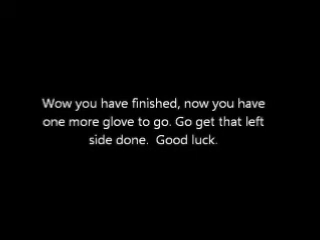 Wow you have finished, now you have
one more glove to go. Go get that left
side done.  Good luck.